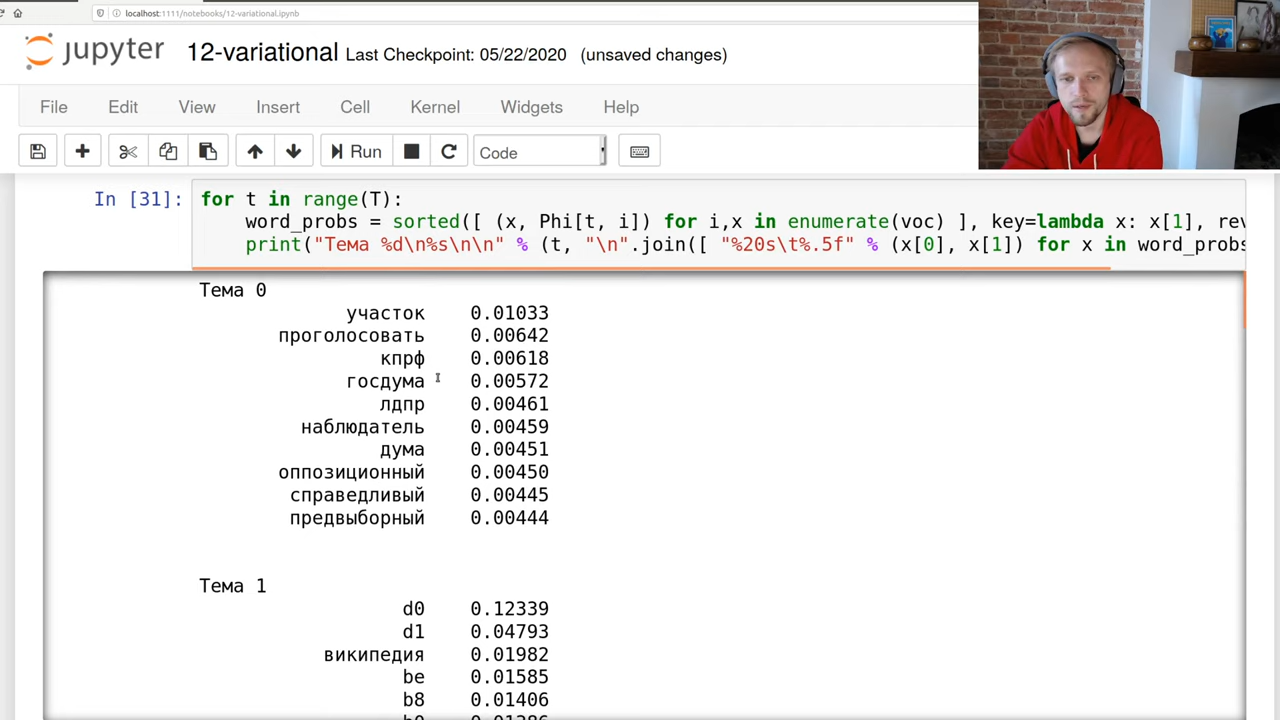 localhost:1111/notebooks/12-variational.ipynb
jupyter 12-variational Last Checkpoint: 05/22/2020 (unsaved changes)
File Edit View Insert Cell Kernel Widgets Help
Run Code
In [31]: for t in range(T):
word_probs = sorted([ (x, Phi[t, i]) for i,x in enumerate(voc) ], key=lambda x: x[1], rev
print("Тема %d\n%s\n\n" % (t, "\n".join([ "%20s\t%.5f" % (x[0], x[1]) for x in word_probs
Тема 0
участок 0.01033
проголосовать 0.00642
кпрф 0.00618
госдума 0.00572
лдпр 0.00461
наблюдатель 0.00459
дума 0.00451
оппозиционный 0.00450
справедливый 0.00445
предвыборный 0.00444
Тема 1
d0 0.12339
d1 0.04793
википедия 0.01982
be 0.01585
b8 0.01406